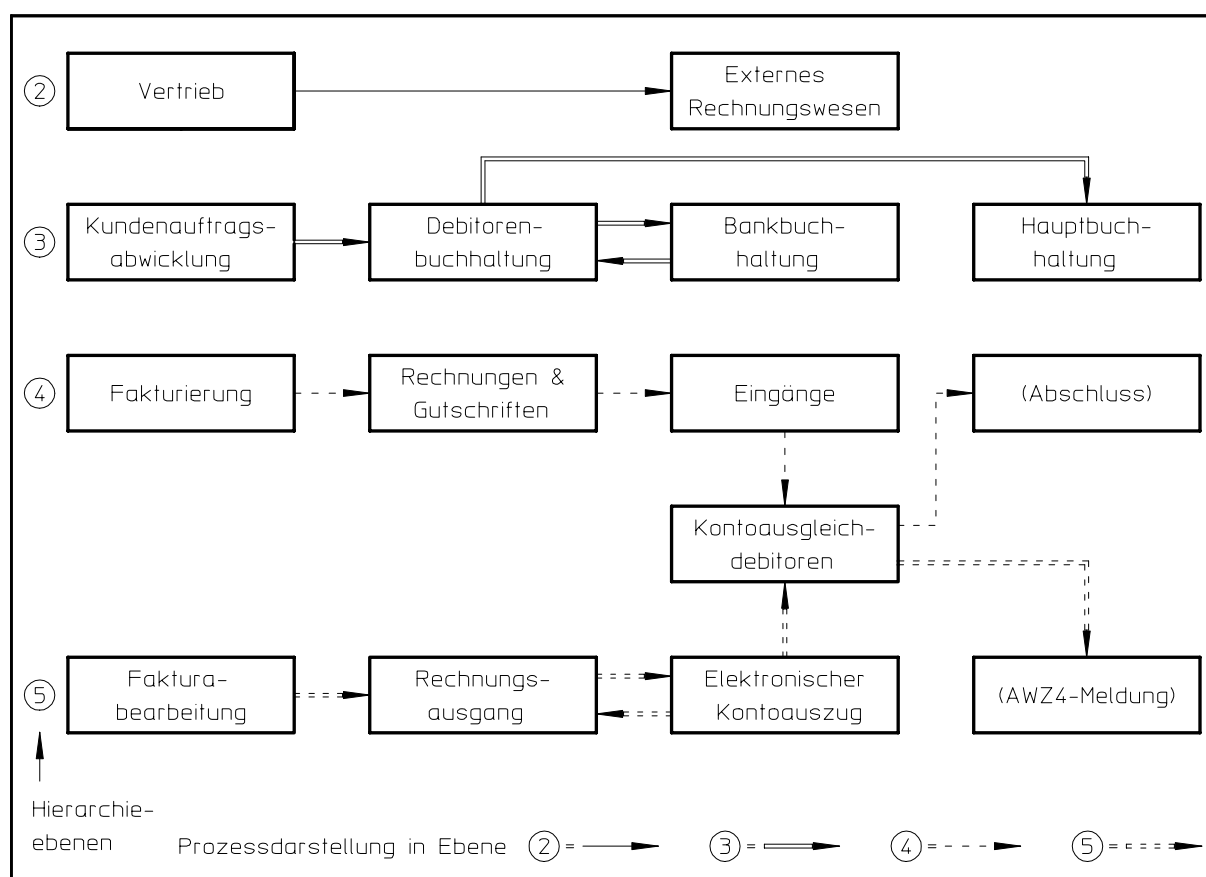 2
Vertrieb
Externes
Rechnungswesen
3
Kundenauftrags-
abwicklung
Debitoren-
buchhaltung
Bankbuch-
haltung
Hauptbuch-
haltung
4
Fakturierung
Rechnungen &
Gutschriften
Eingänge
(Abschluss)
Kontoausgleich-
debitoren
5
Faktura-
bearbeitung
Rechnungs-
ausgang
Elektronischer
Kontoauszug
(AWZ4-Meldung)
Hierarchie-
ebenen
Prozessdarstellung in Ebene 2 = 3 = 4 = 5 =